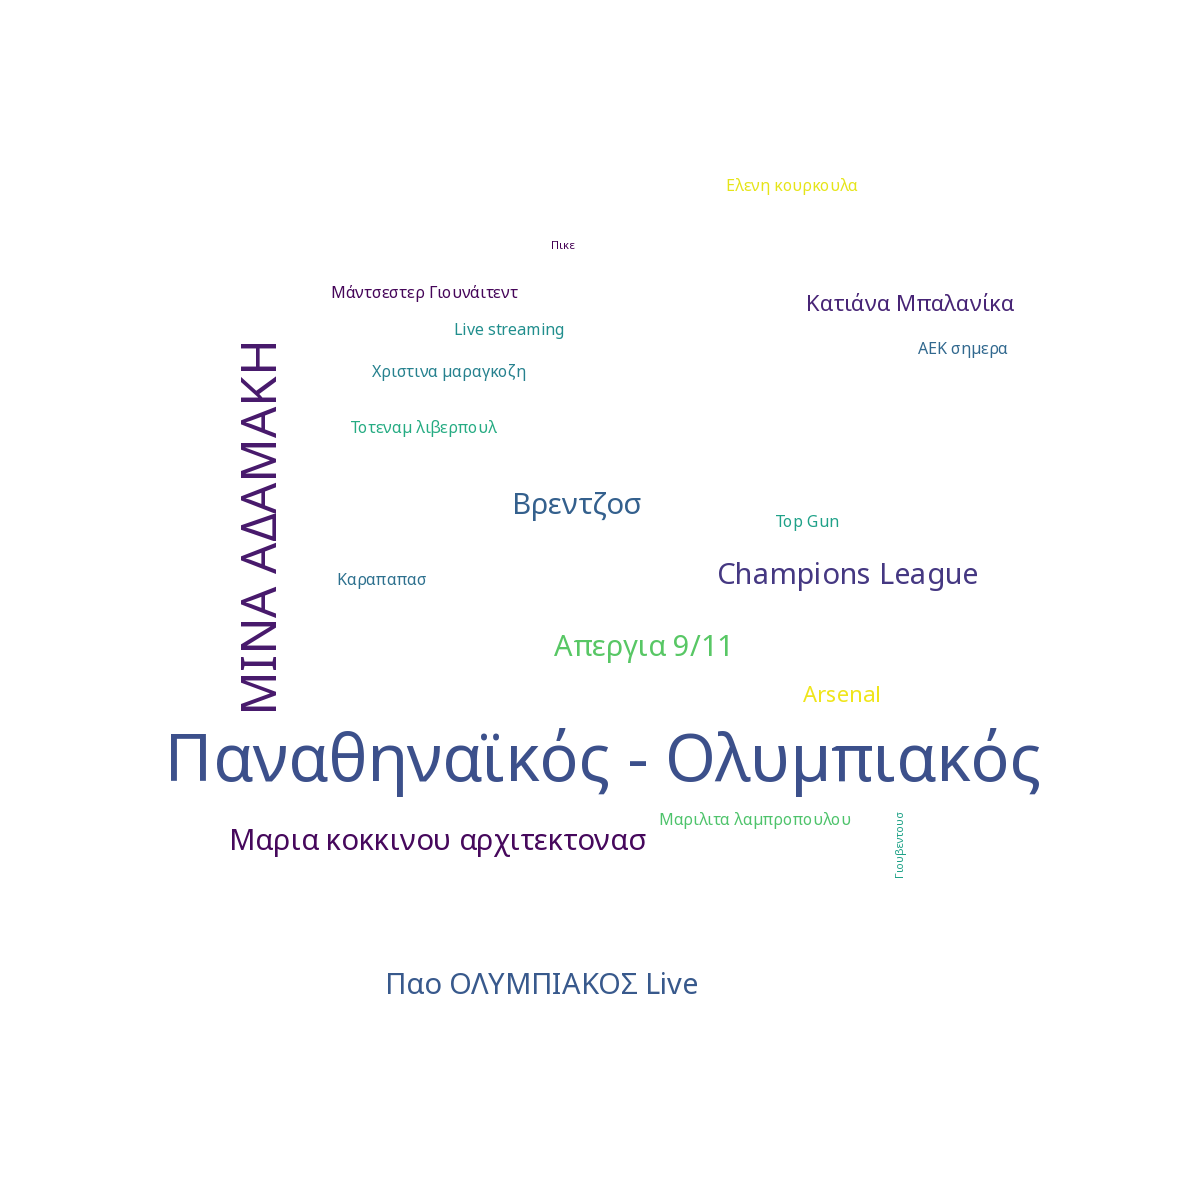 Ελενη κουρκουλα
Πικε
Μάντσεστερ Γιουνάιτεντ
Κατιάνα Μπαλανίκα
Live streaming
ΑΕΚ σημερα
Χριστινα μαραγκοζη
Τοτεναμ λιβερπουλ
ΜΙΝΑ ΑΔΑΜΑΚΗ
Βρεντζοσ
Top Gun
Champions League
Καραπαπασ
Απεργια 9/11
Arsenal
Παναθηναϊκός - Ολυμπιακός
Μαριλιτα λαμπροπουλου
Μαρια κοκκινου αρχιτεκτονασ
Γιουβεντουσ
Παο ΟΛΥΜΠΙΑΚΟΣ Live